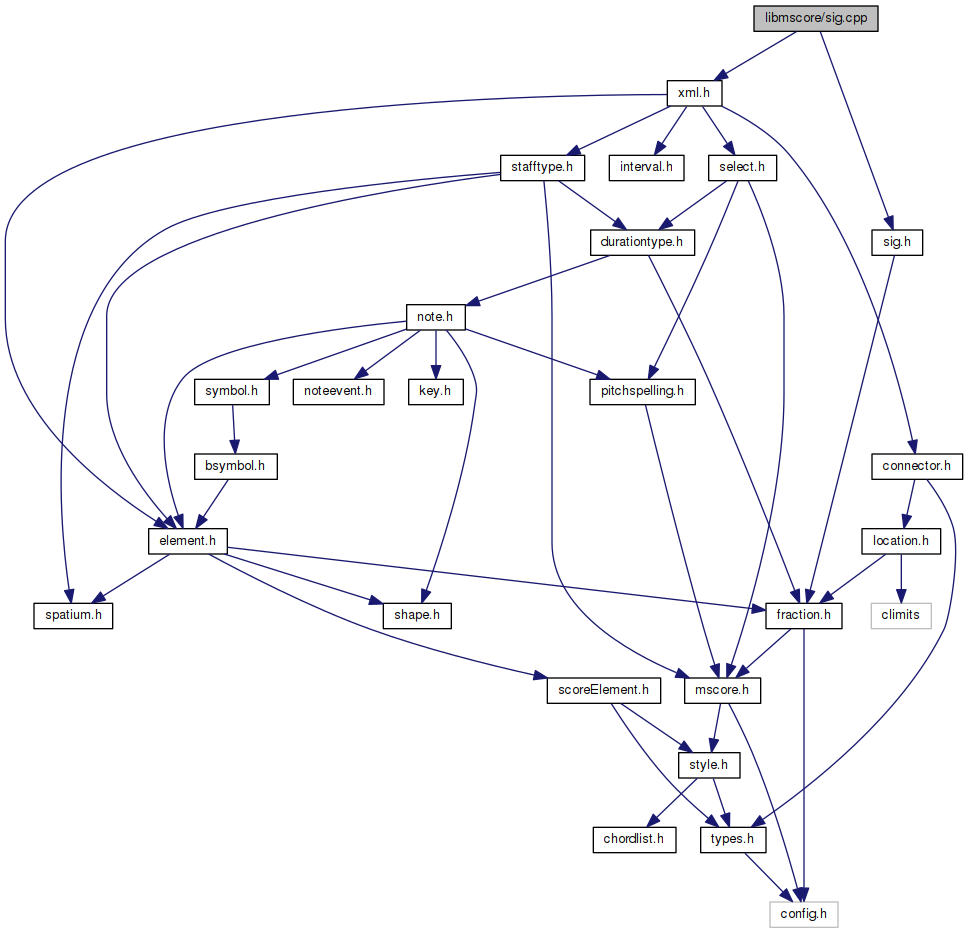 libmscore/sig.cpp
xml.h
stafftype.h
interval.h
select.h
durationtype.h
sig.h
note.h
symbol.h
noteevent.h
key.h
pitchspelling.h
bsymbol.h
connector.h
element.h
location.h
spatium.h
shape.h
fraction.h
climits
scoreElement.h
mscore.h
style.h
chordlist.h
types.h
config.h